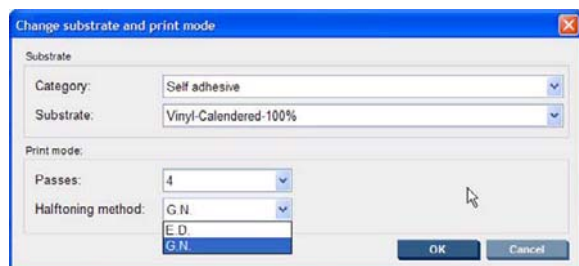 Change substrate and print mode
Substrate
Category: Self adhesive
Substrate: Vinyl-Calendered-100%
Print mode:
Passes: 4
Halftoning method: G.N.
E.D.
G.N.
OK Cancel